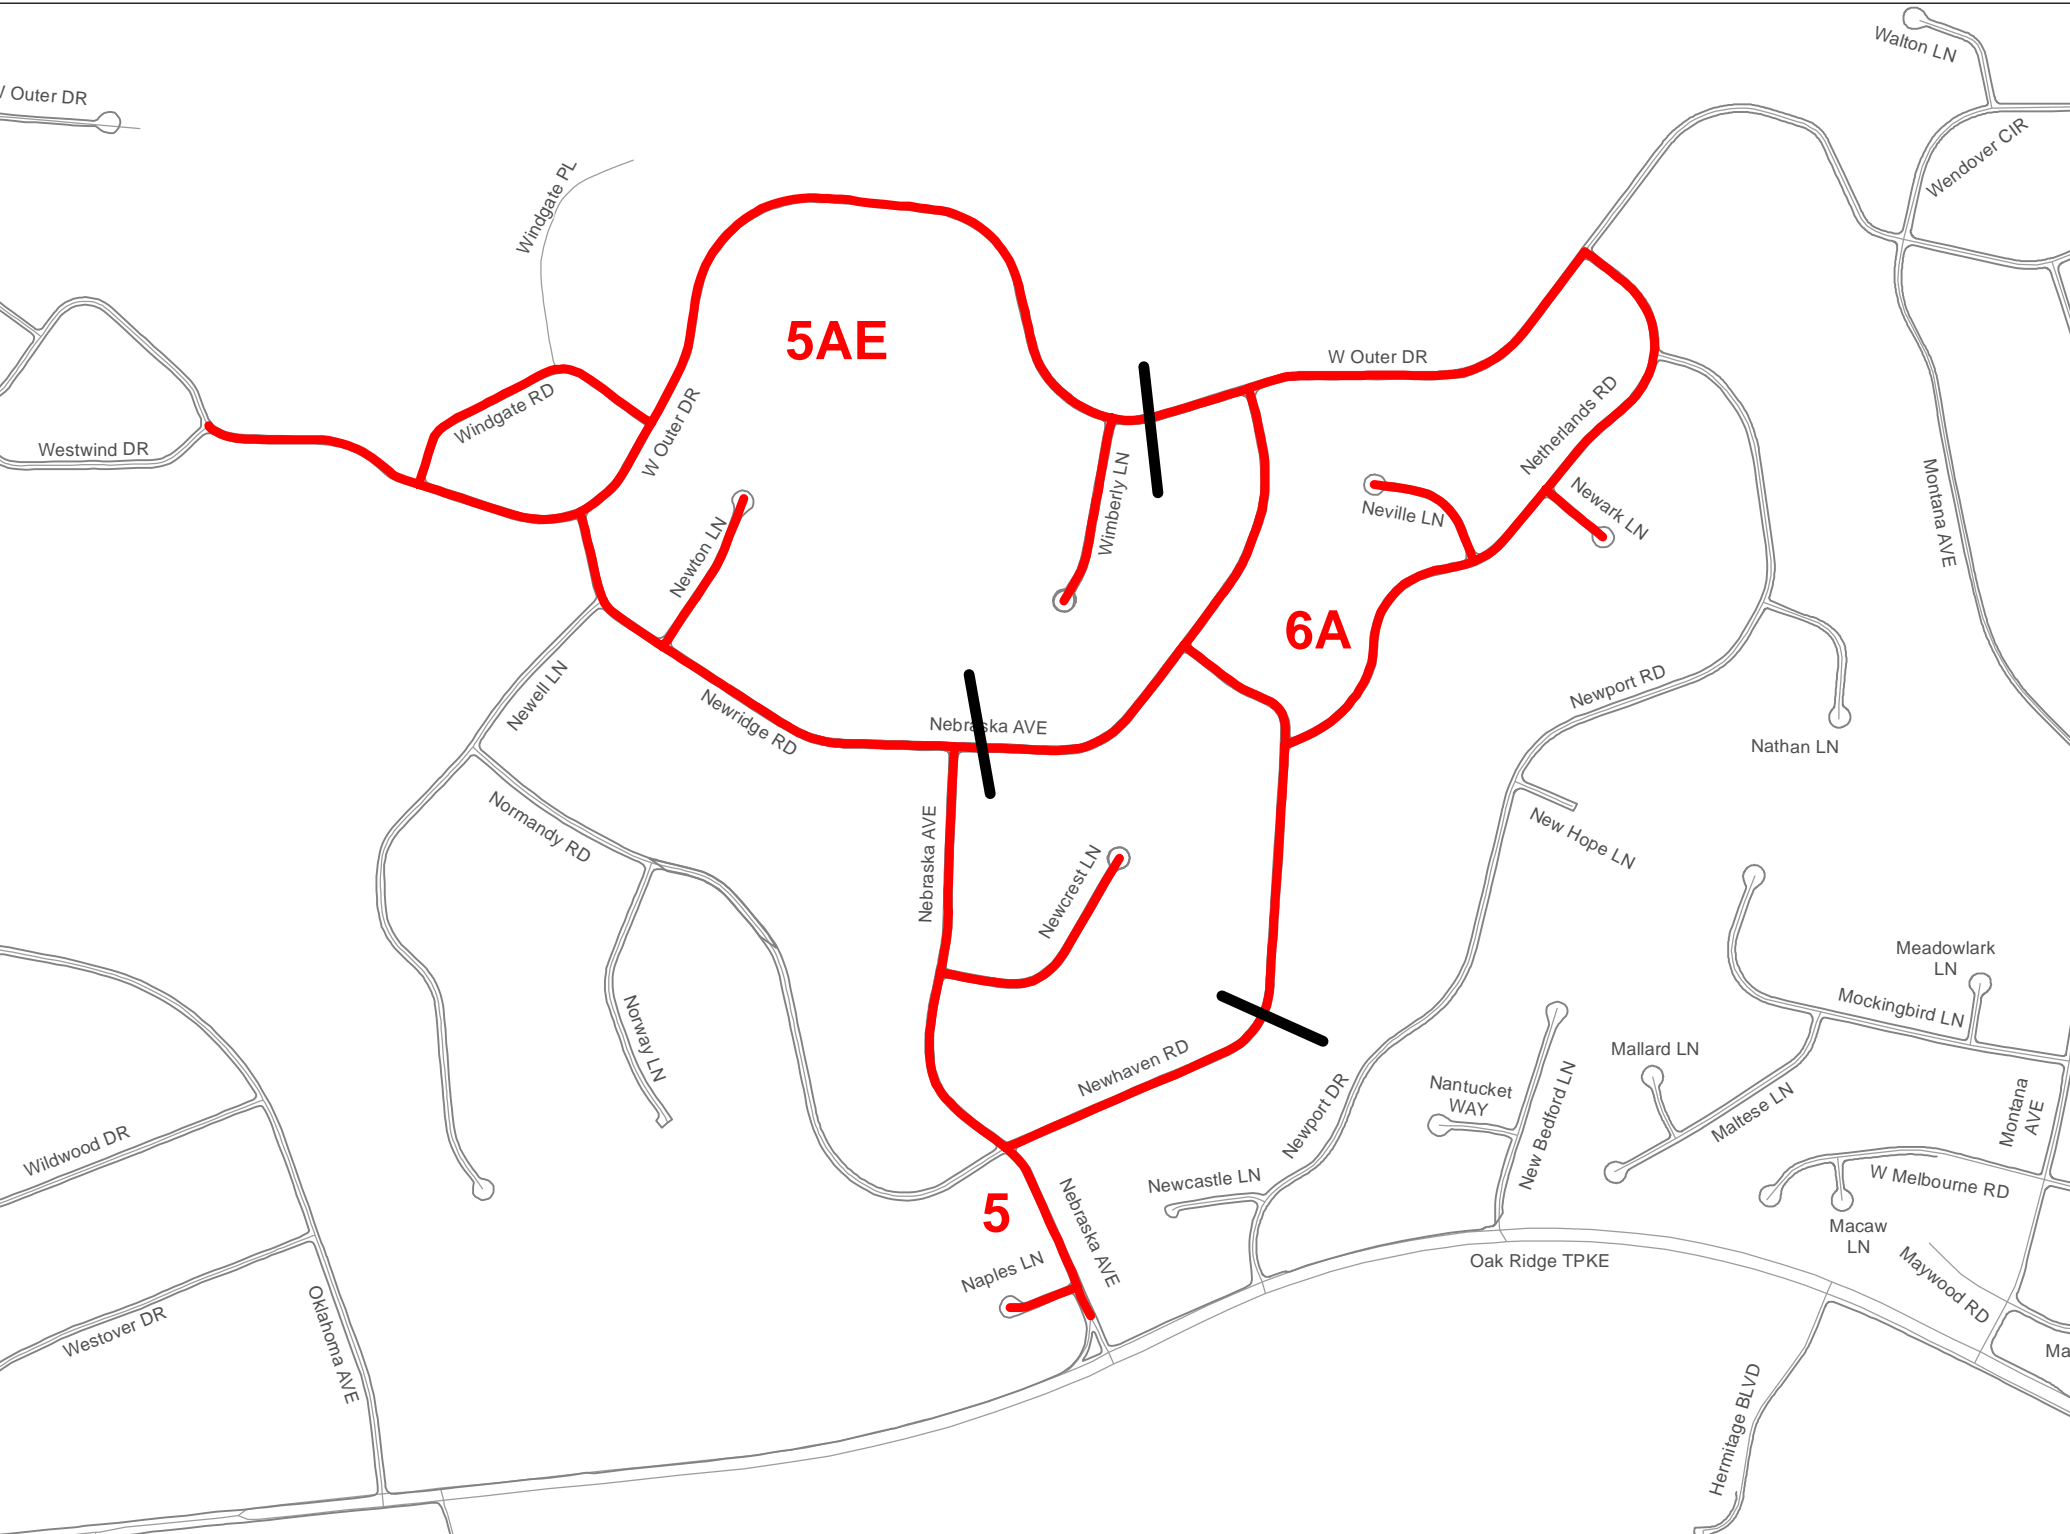 Walton LN
W Outer DR
Wendover CIR
Windgate PL
5AE
W Outer DR
Windgate RD
W Outer DR
Netherlands RD
Westwind DR
Montana AVE
Wimberly LN
Neville LN
Newark LN
Newton LN
6A
Newell LN
Newridge RD
Nebraska AVE
Newport RD
Nathan LN
Normandy RD
Nebraska AVE
New Hope LN
Newcrest LN
Meadowlark
LN
Mockingbird LN
Norway LN
Newhaven RD
Mallard LN
Nantucket
WAY
New Bedford LN
Maltese LN
Montana
AVE
Newport DR
Wildwood DR
Newcastle LN
W Melbourne RD
5
Nebraska AVE
Macaw
LN
Naples LN
Oak Ridge TPKE
Maywood RD
Westover DR
Oklahoma AVE
Ma
Hermitage BLVD